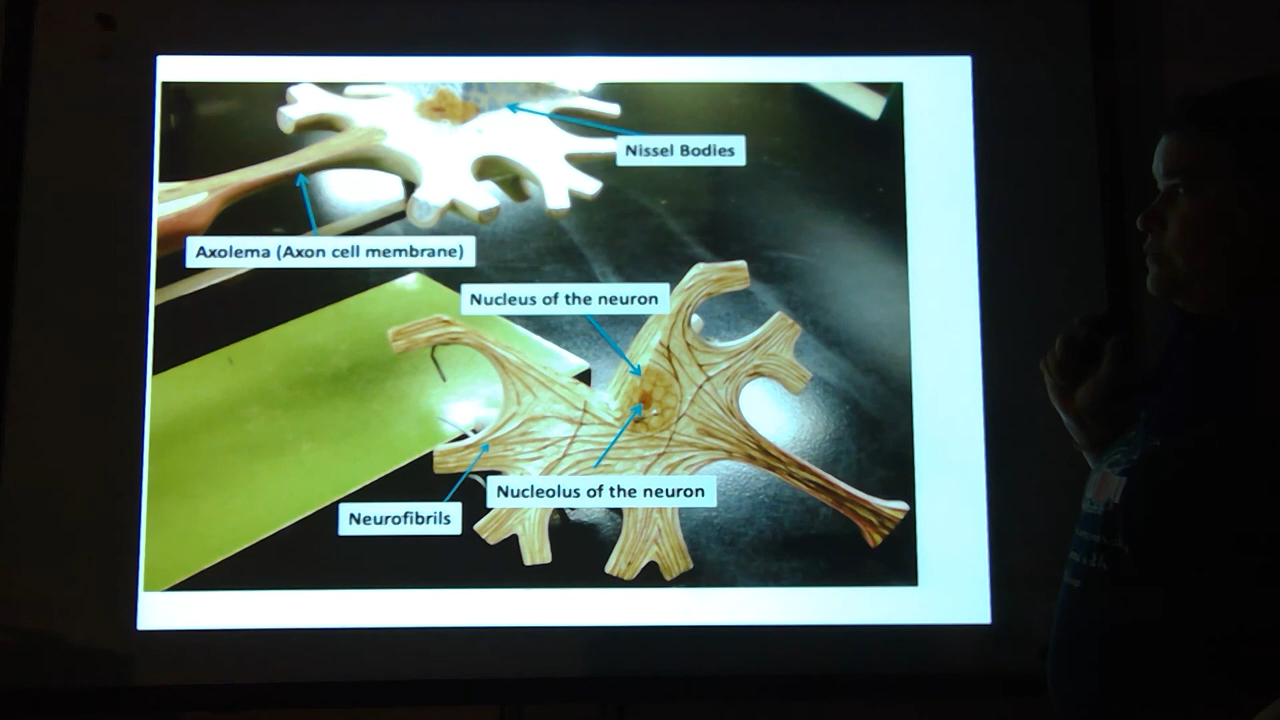 Nissel Bodies
Axolema (Axon cell membrane)
Nucleus of the neuron
Nucleolus of the neuron
Neurofibrils